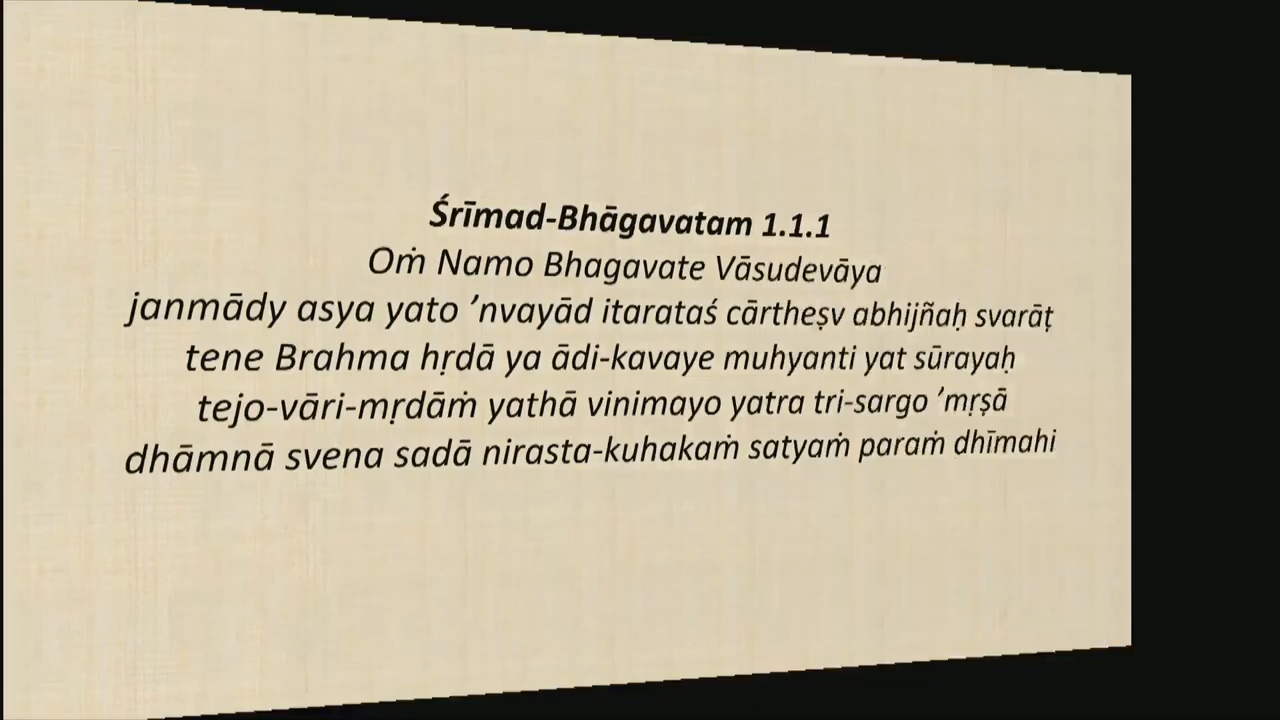 Śrīmad-Bhāgavatam 1.1.1
Oṁ Namo Bhagavate Vāsudevāya
janmādy asya yato ’nvayād itarataś cārtheṣv abhijñaḥ svarāṭ
tene Brahma hṛdā ya ādi-kavaye muhyanti yat sūrayaḥ
tejo-vāri-mṛdāṁ yathā vinimayo yatra tri-sargo ’mṛṣā
dhāmnā svena sadā nirasta-kuhakaṁ satyaṁ paraṁ dhīmahi